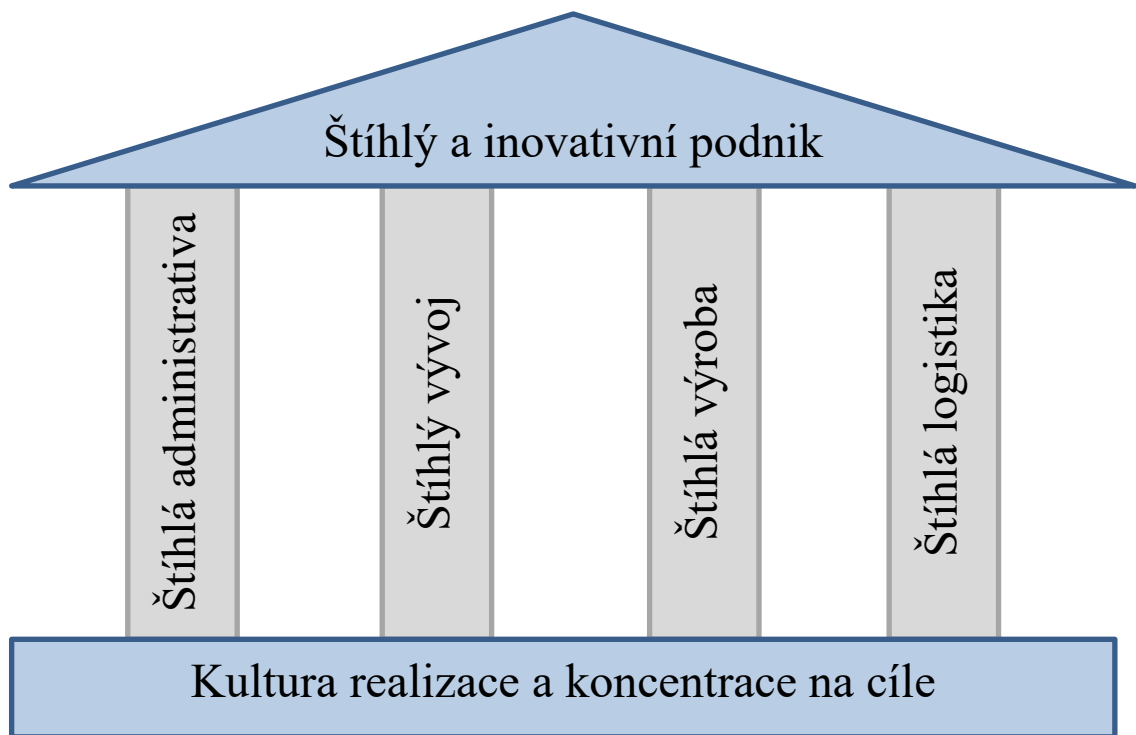 Štíhlý a inovativní podnik
Štíhlá administrativa
Štíhlý vývoj
Štíhlá výroba
Štíhlá logistika
Kultura realizace a koncentrace na cíle